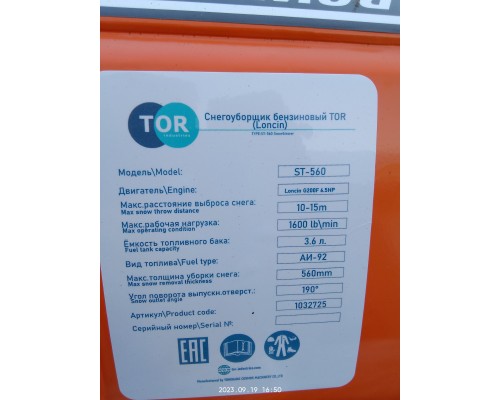 TOR
industries
Снегоуборщик бензиновый TOR
(Loncin)
Модель\Model:
ST-560
Двигатель\Engine:
Loncin G200F 6.5HP
Макс.расстояние выброса снега:
Max snow throw distance
10-15m
Макс.рабочая нагрузка:
Max operating condition
1600 lb\min
Ёмкость топливного бака:
Fuel tank capacity
3.6 л.
Вид топлива\Fuel type:
АИ-92
Макс.толщина уборки снега:
Max snow removal thickness
560mm
Угол поворота выпускн.отверст.:
Snow outlet angle
190°
Артикул\Product code:
1032725
Серийный номер\Serial №:
EAC
2023.09.19 16:50